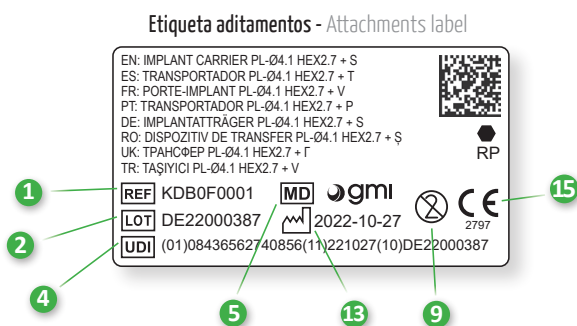 Etiqueta aditamentos - Attachments label
EN: IMPLANT CARRIER PL-Ø4.1 HEX2.7 + S
ES: TRANSPORTADOR PL-Ø4.1 HEX2.7 + T
FR: PORTE-IMPLANT PL-Ø4.1 HEX2.7 + V
PT: TRANSPORTADOR PL-Ø4.1 HEX2.7 + P
DE: IMPLANTATTRÄGER PL-Ø4.1 HEX2.7 + S
RO: DISPOZITIV DE TRANSFER PL-Ø4.1 HEX2.7 + Ș
UK: ТРАНСФЕР PL-Ø4.1 HEX2.7 + Г
TR: TAŞIYICI PL-Ø4.1 HEX2.7 + V
RP
1 REF KDB0F0001 MD gmi 2 CE 15
2797
2 LOT DE22000387 2022-10-27
4 UDI (01)08436562740856(11)221027(10)DE22000387
5 13 9